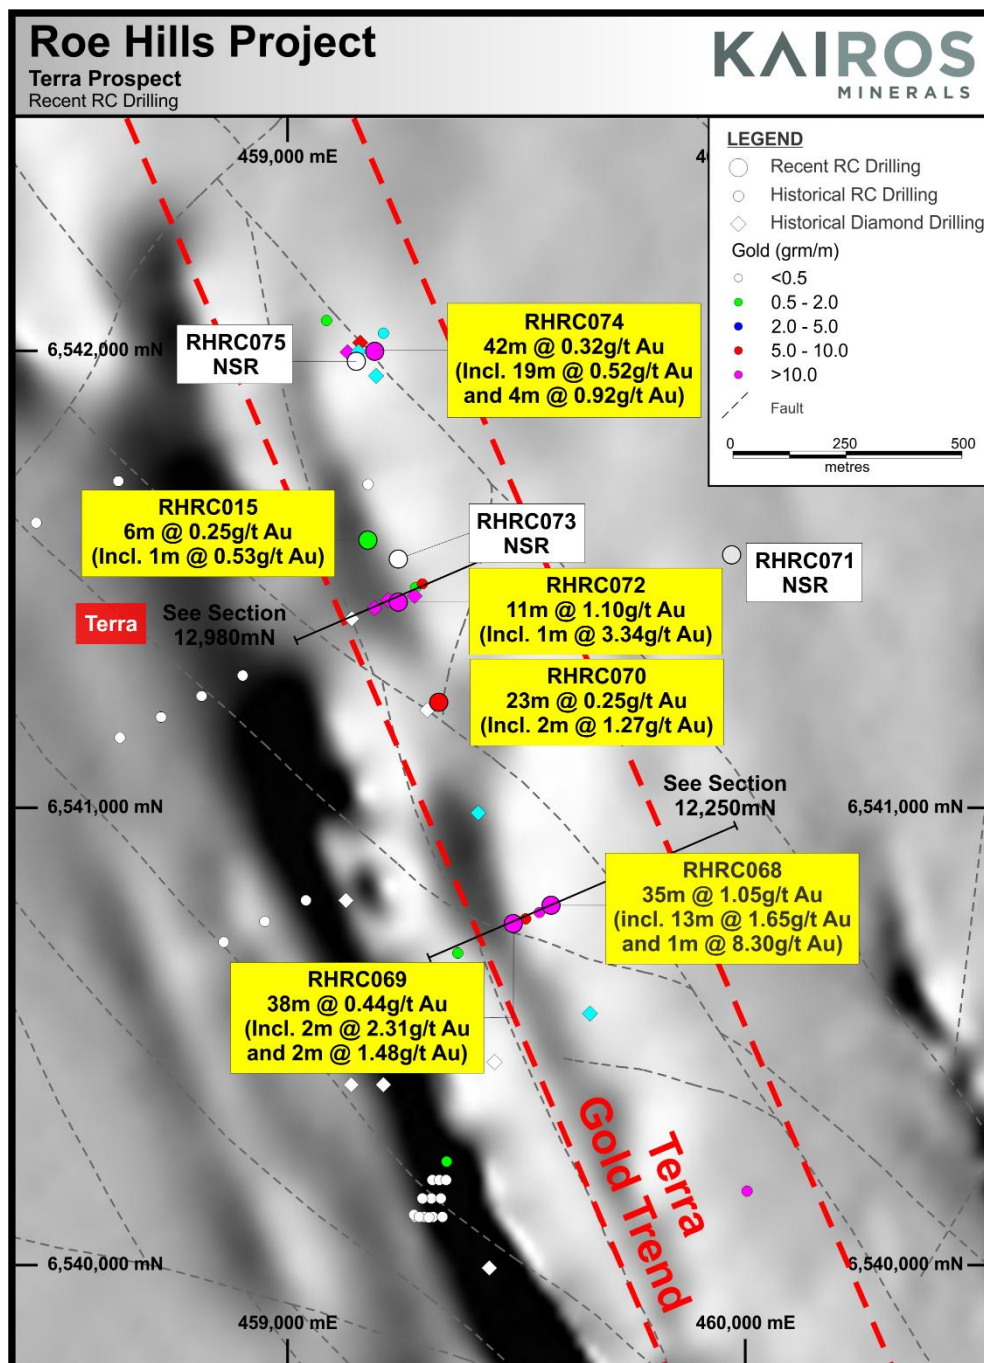 Roe Hills Project
Terra Prospect
Recent RC Drilling
KAIROS
MINERALS
459,000 mE
LEGEND
Recent RC Drilling
Historical RC Drilling
Historical Diamond Drilling
Gold (grm/m)
<0.5
0.5 - 2.0
2.0 - 5.0
5.0 - 10.0
>10.0
Fault
0 250 500
metres
6,542,000 mN
RHRC075
NSR
RHRC074
42m @ 0.32g/t Au
(Incl. 19m @ 0.52g/t Au
and 4m @ 0.92g/t Au)
RHRC015
6m @ 0.25g/t Au
(Incl. 1m @ 0.53g/t Au)
RHRC073
NSR
RHRC071
NSR
Terra
See Section
12,980mN
RHRC072
11m @ 1.10g/t Au
(Incl. 1m @ 3.34g/t Au)
RHRC070
23m @ 0.25g/t Au
(Incl. 2m @ 1.27g/t Au)
6,541,000 mN
See Section
12,250mN
6,541,000 mN
RHRC068
35m @ 1.05g/t Au
(incl. 13m @ 1.65g/t Au
and 1m @ 8.30g/t Au)
RHRC069
38m @ 0.44g/t Au
(Incl. 2m @ 2.31g/t Au
and 2m @ 1.48g/t Au)
Terra
Gold Trend
6,540,000 mN
6,540,000 mN
459,000 mE
460,000 mE